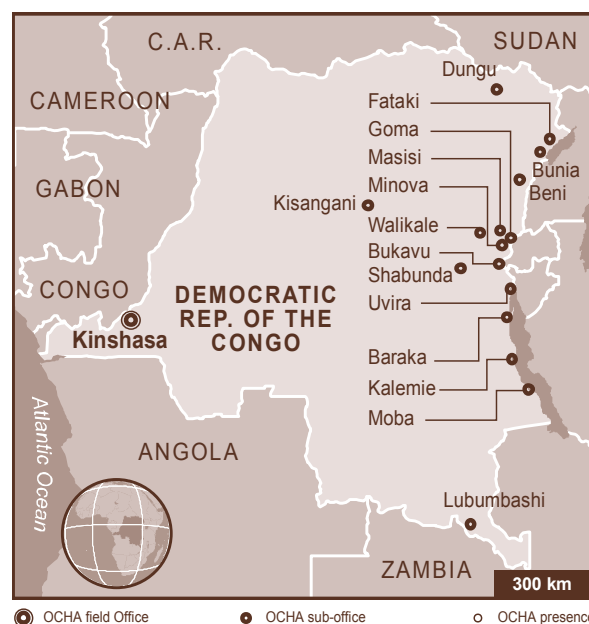 C.A.R.
SUDAN
Dungu
CAMEROON
Fataki
Goma
Masisi
Bunia
GABON
Minova
Beni
Kisangani
Walikale
Bukavu
Shabunda
CONGO
DEMOCRATIC
REP. OF THE
CONGO
Uvira
Kinshasa
Baraka
Kalemie
Moba
Atlantic Ocean
ANGOLA
Lubumbashi
ZAMBIA
300 km
OCHA field Office
OCHA sub-office
OCHA presence